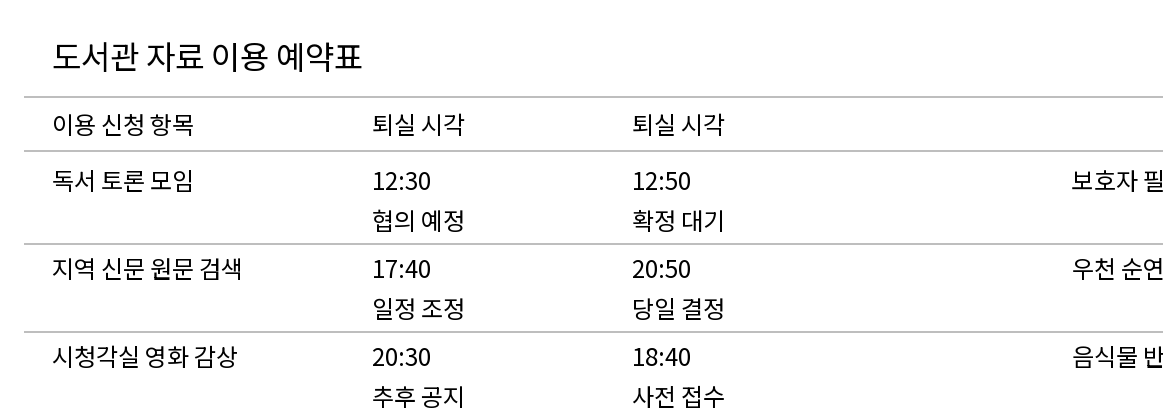 도서관 자료 이용 예약표
이용 신청 항목 퇴실 시각 퇴실 시각
독서 토론 모임 12:30 12:50 보호자 필
협의 예정 확정 대기
지역 신문 원문 검색 17:40 20:50 우천 순연
일정 조정 당일 결정
시청각실 영화 감상 20:30 18:40 음식물 반
추후 공지 사전 접수